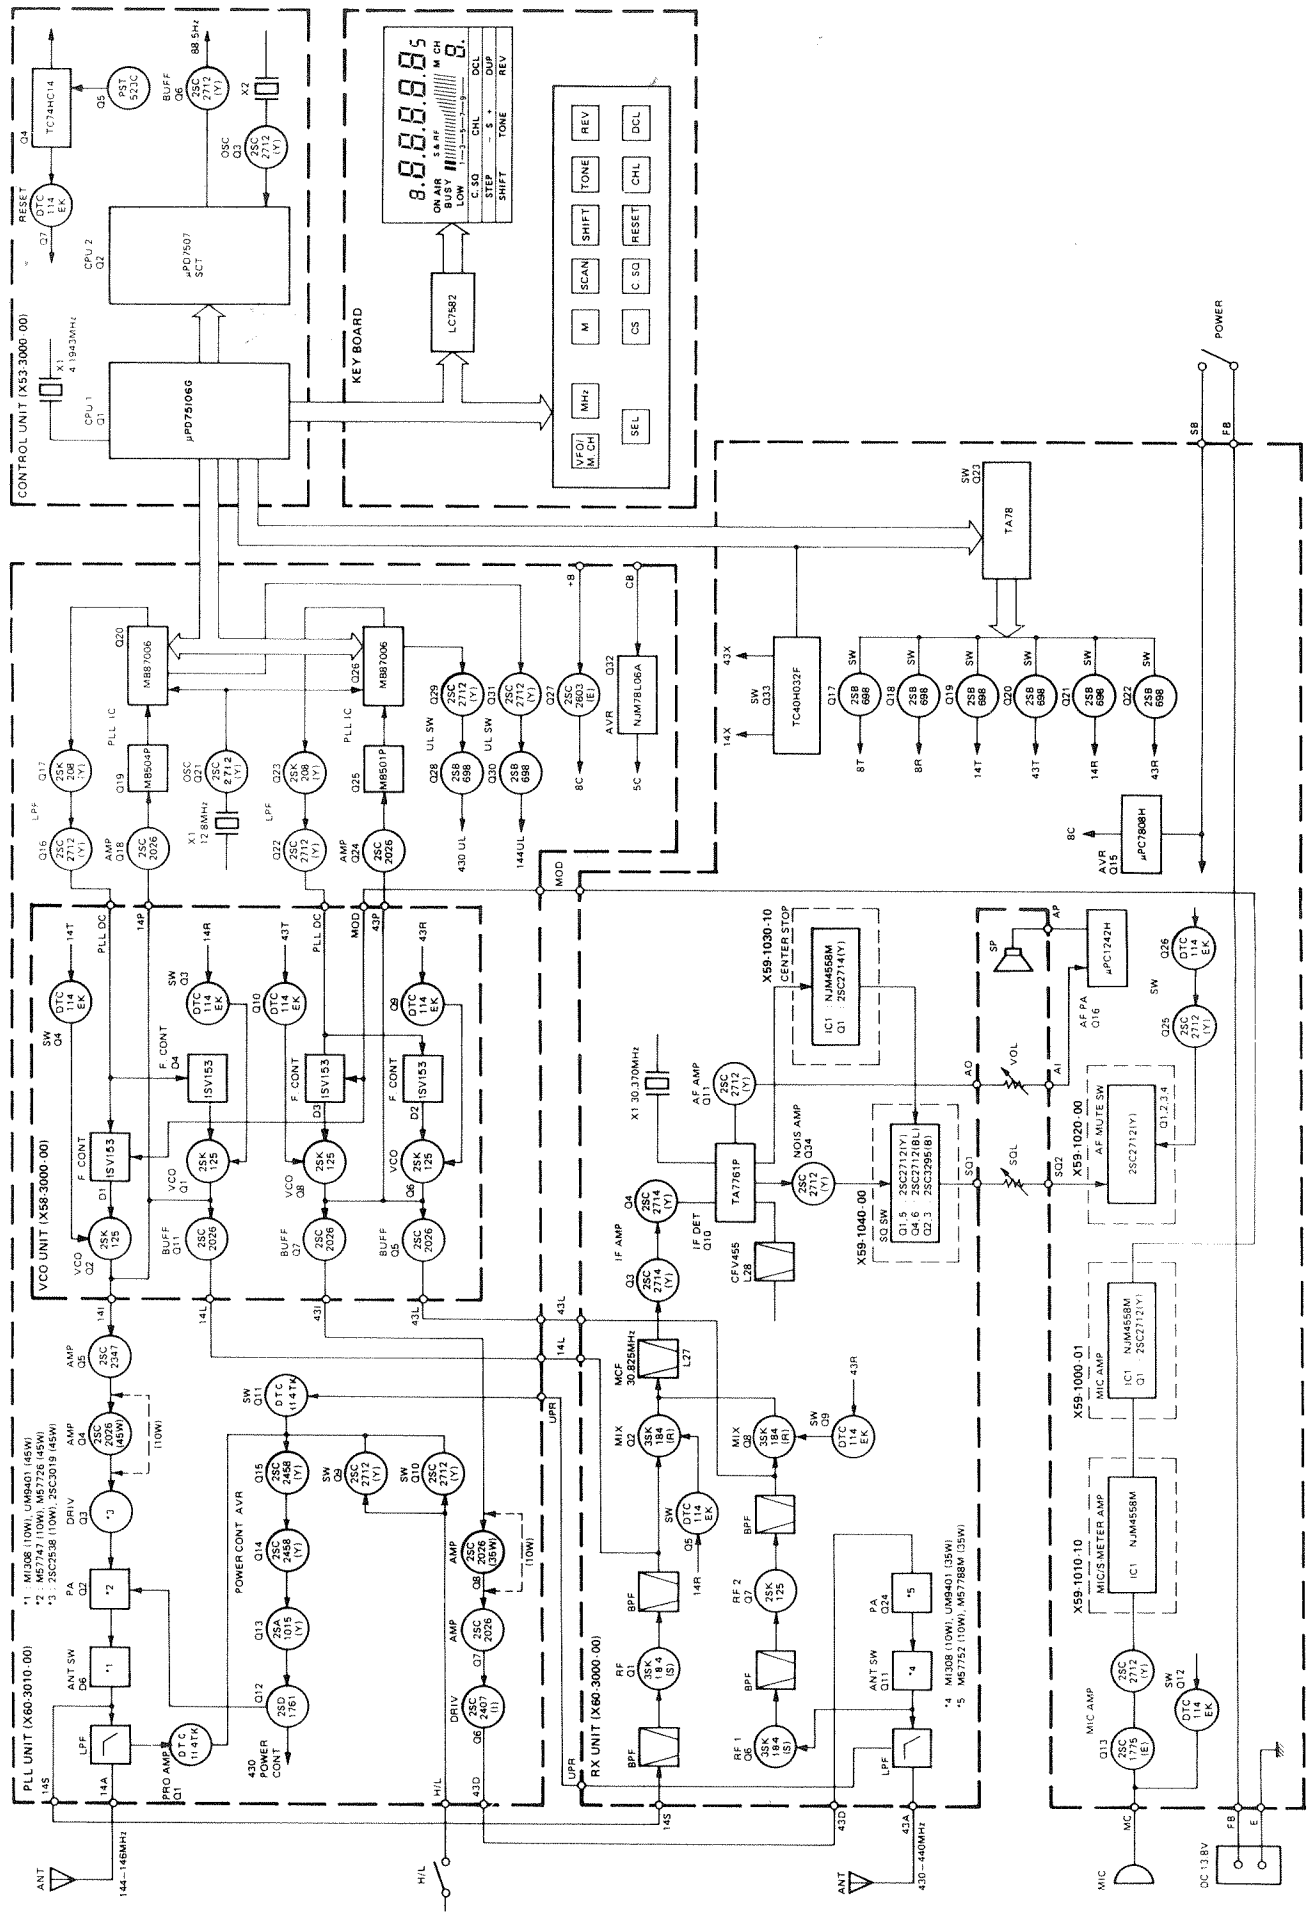 CONTROL UNIT (X53-3000-00)
TC74HC14
Q4
PST
523C
Q5
RESET
DTC
114
EK
Q7
88.5Hz
BUFF
Q6
2SC
2712
(Y)
X2
OSC
Q3
2SC
2712
(Y)
CPU 2
Q2
μPD7507
SCT
X1
4.1943MHz
CPU 1
Q1
μPD75106G
KEY BOARD
ON AIR
BUSY
LOW
S & RF
1—3—5—7—9—
M CH
C. SQ
CHL
DCL
STEP
– S +
DUP
SHIFT
TONE
REV
LC7582
VFO/
M.CH
MHz
M
SCAN
SHIFT
TONE
REV
SEL
CS
C. SQ
RESET
CHL
DCL
PLL UNIT (X60-3010-00)
*1 : MI308 (10W), UM9401 (45W)
*2 : M57747 (10W), M57726 (45W)
*3 : 2SC2538 (10W), 2SC3019 (45W)
ANT
144—146MHz
14S
14A
LPF
ANT SW
D6
*1
PA
Q2
*2
DRIV
Q3
*3
AMP
Q4
2SC
2026
(45W)
(10W)
AMP
Q5
2SC
2347
14I
14L
43I
43L
PRO AMP
Q1
DTC
114TK
430
POWER
CONT
Q12
2SD
1761
Q13
2SA
1015
(Y)
Q14
2SC
2458
(Y)
POWER CONT AVR
Q15
2SC
2458
(Y)
SW
Q11
DTC
114TK
SW
Q9
2SC
2712
(Y)
SW
Q10
2SC
2712
(Y)
H/L
H/L
43D
DRIV
Q6
2SC
2407
(I)
AMP
Q7
2SC
2026
AMP
Q8
2SC
2026
(35W)
(10W)
UPR
14L
43L
VCO UNIT (X58-3000-00)
VCO
Q2
2SK
125
F. CONT
D1
1SV153
SW
Q4
DTC
114
EK
14T
BUFF
Q11
2SC
2026
VCO
Q1
2SK
125
F. CONT
D4
1SV153
SW
Q3
DTC
114
EK
14R
BUFF
Q7
2SC
2026
VCO
Q8
2SK
125
F CONT
D3
1SV153
Q10
DTC
114
EK
43T
BUFF
Q5
2SC
2026
VCO
Q6
2SK
125
F CONT
D2
1SV153
Q9
DTC
114
EK
43R
PLL DC
14P
PLL DC
MOD
43P
Q16
2SC
2712
(Y)
LPF
Q17
2SK
208
(Y)
AMP
Q18
2SC
2026
Q19
MB504P
PLL IC
MB87006
Q20
X1
12.8MHz
OSC
Q21
2SC
2712
(Y)
Q22
2SC
2712
(Y)
LPF
Q23
2SK
208
(Y)
AMP
Q24
2SC
2026
Q25
MB501P
PLL IC
Q26
MB87006
430 UL
Q28
2SB
698
UL SW
Q29
2SC
2712
(Y)
144UL
Q30
2SB
698
UL SW
Q31
2SC
2712
(Y)
8C
Q27
2SC
2603
(E)
+B
5C
AVR
NJM78L06A
Q32
CB
MOD
RX UNIT (X60-3000-00)
UPR
14S
BPF
RF
Q1
3SK
184
(S)
BPF
MIX
Q2
3SK
184
(R)
MCF
30.825MHz
L27
IF AMP
Q3
2SC
2714
(Y)
Q4
2SC
2714
(Y)
SW
Q5
DTC
114
EK
14R
RF 1
Q6
3SK
184
(S)
BPF
RF 2
Q7
2SK
125
BPF
MIX
Q8
3SK
184
(R)
SW
Q9
DTC
114
EK
43R
IF DET
Q10
TA7761P
X1 30.370MHz
AF AMP
Q11
2SC
2712
(Y)
CFV455
L28
NOIS AMP
Q34
2SC
2712
(Y)
X59-1030-10
CENTER STOP
IC1 : NJM4558M
Q1 : 2SC2714(Y)
X59-1040-00
SQ SW
Q1,5 : 2SC2712(Y)
Q4,6 : 2SC2712(BL)
Q2,3 : 2SC3295(B)
43D
43A
LPF
ANT SW
Q11
*4
PA
Q24
*5
*4 MI308 (10W), UM9401 (35W)
*5 M57752 (10W), M57788M (35W)
ANT
430—440MHz
AO
SQ1
VOL
SQL
AI
SQ2
SP
AP
AF PA
Q16
μPC1242H
X59-1020-00
AF MUTE SW
2SC2712(Y)
Q1,2,3,4
Q25
2SC
2712
(Y)
SW
Q26
DTC
114
EK
MIC
MC
MIC AMP
Q13
2SC
1775
(E)
2SC
2712
(Y)
SW
Q12
DTC
114
EK
X59-1010-10
MIC/S-METER AMP
IC1 NJM4558M
X59-1000-01
MIC AMP
IC1 NJM4558M
Q1 2SC2712(Y)
DC 13.8V
FB
E
14X
43X
SW
Q33
TC40H032F
SW
Q23
TA78
8T
Q17
2SB
698
SW
8R
Q18
2SB
698
SW
14T
Q19
2SB
698
SW
43T
Q20
2SB
698
SW
14R
Q21
2SB
698
SW
43R
Q22
2SB
698
SW
8C
AVR
Q15
μPC7808H
SB
FB
POWER